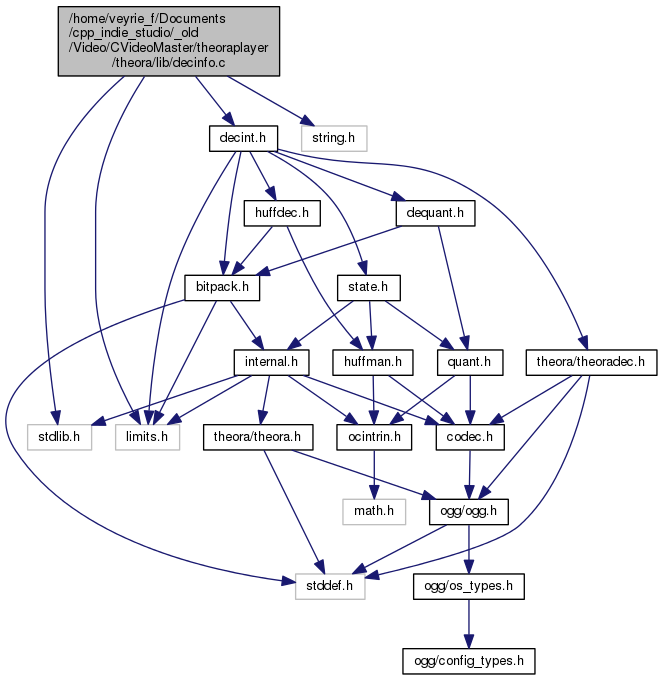 /home/veyrie_f/Documents
/cpp_indie_studio/_old
/Video/CVideoMaster/theoraplayer
/theora/lib/decinfo.c
decint.h
string.h
huffdec.h
dequant.h
bitpack.h
state.h
internal.h
huffman.h
quant.h
theora/theoradec.h
stdlib.h
limits.h
theora/theora.h
ocintrin.h
codec.h
math.h
ogg/ogg.h
stddef.h
ogg/os_types.h
ogg/config_types.h